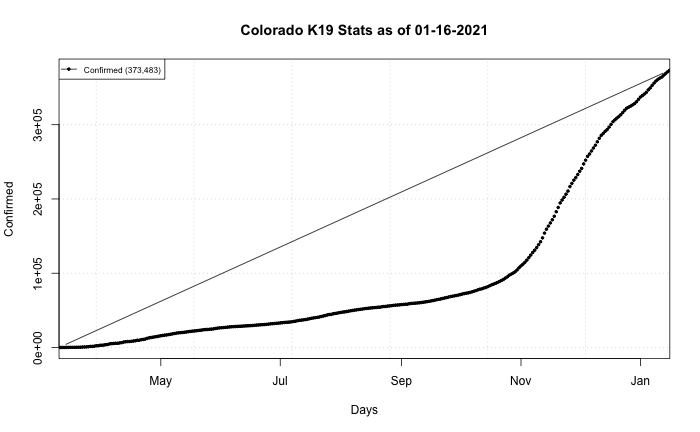 Colorado K19 Stats as of 01-16-2021
Confirmed (373,483)
Confirmed
3e+05
2e+05
1e+05
0e+00
May Jul Sep Nov Jan
Days